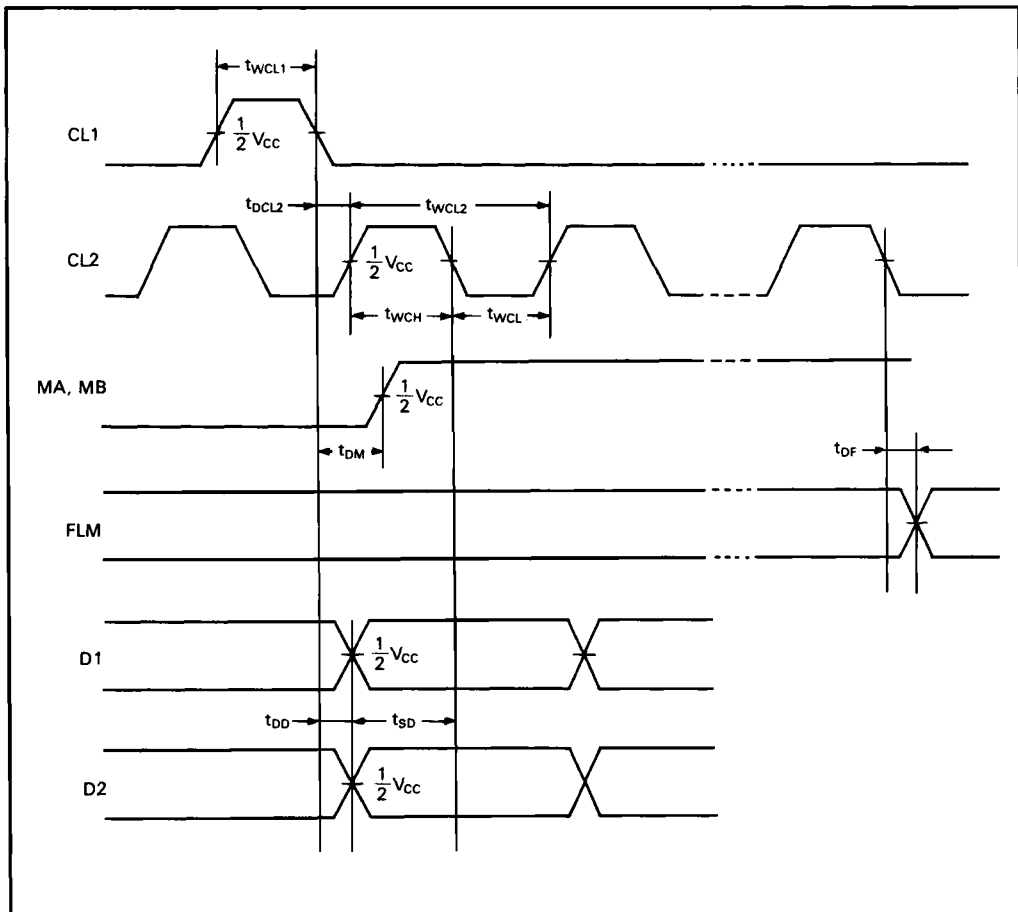 tWCL1
CL1
1/2 VCC
tDCL2
tWCL2
CL2
1/2 VCC
tWCH
tWCL
MA, MB
1/2 VCC
tDM
tDF
FLM
D1
1/2 VCC
tDD
tSD
D2
1/2 VCC